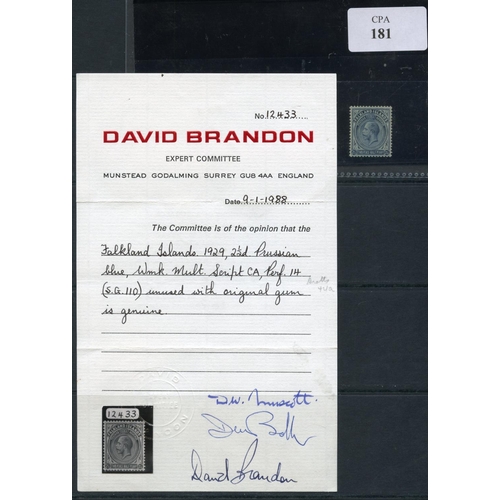 CPA
181
No. 12433
DAVID BRANDON
EXPERT COMMITTEE
MUNSTEAD GODALMING SURREY GU8 4AA ENGLAND
Date 9-1-1988
The Committee is of the opinion that the
Falkland Islands. 1929, 2½d Prussian
blue, Wmk. Mult. Script CA, Perf. 14
(S.G. 110) unused with original gum
is genuine.
12433
David Brandon